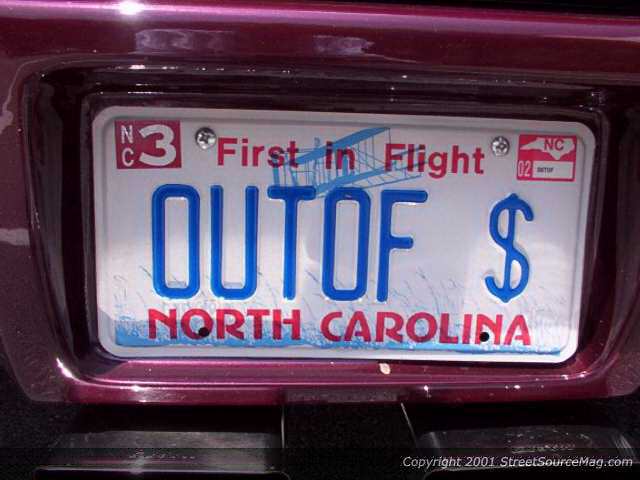 NC 3 First in Flight NC
02 OUTOF
OUTOF $
NORTH CAROLINA
Copyright © 2001 StreetSourceMag.com